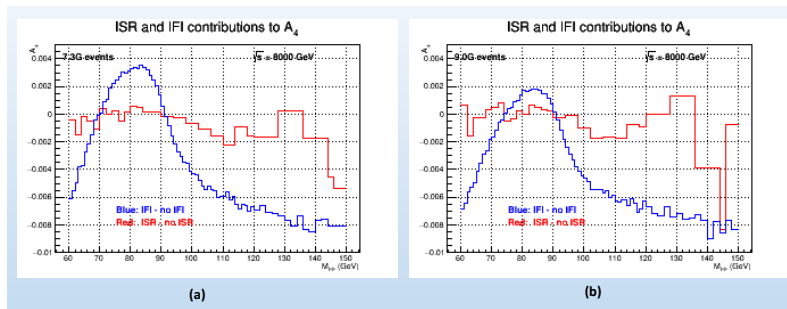 ISR and IFI contributions to A4
A4
7.3G events
√s = 8000 GeV
0.004
0.002
0
−0.002
−0.004
−0.006
−0.008
−0.01
Blue: IFI - no IFI
Red: ISR - no ISR
60 70 80 90 100 110 120 130 140 150
(GeV)
(a)
ISR and IFI contributions to A4
A4
9.0G events
√s = 8000 GeV
0.004
0.002
0
−0.002
−0.004
−0.006
−0.008
−0.01
Blue: IFI - no IFI
Red: ISR - no ISR
60 70 80 90 100 110 120 130 140 150
(GeV)
(b)